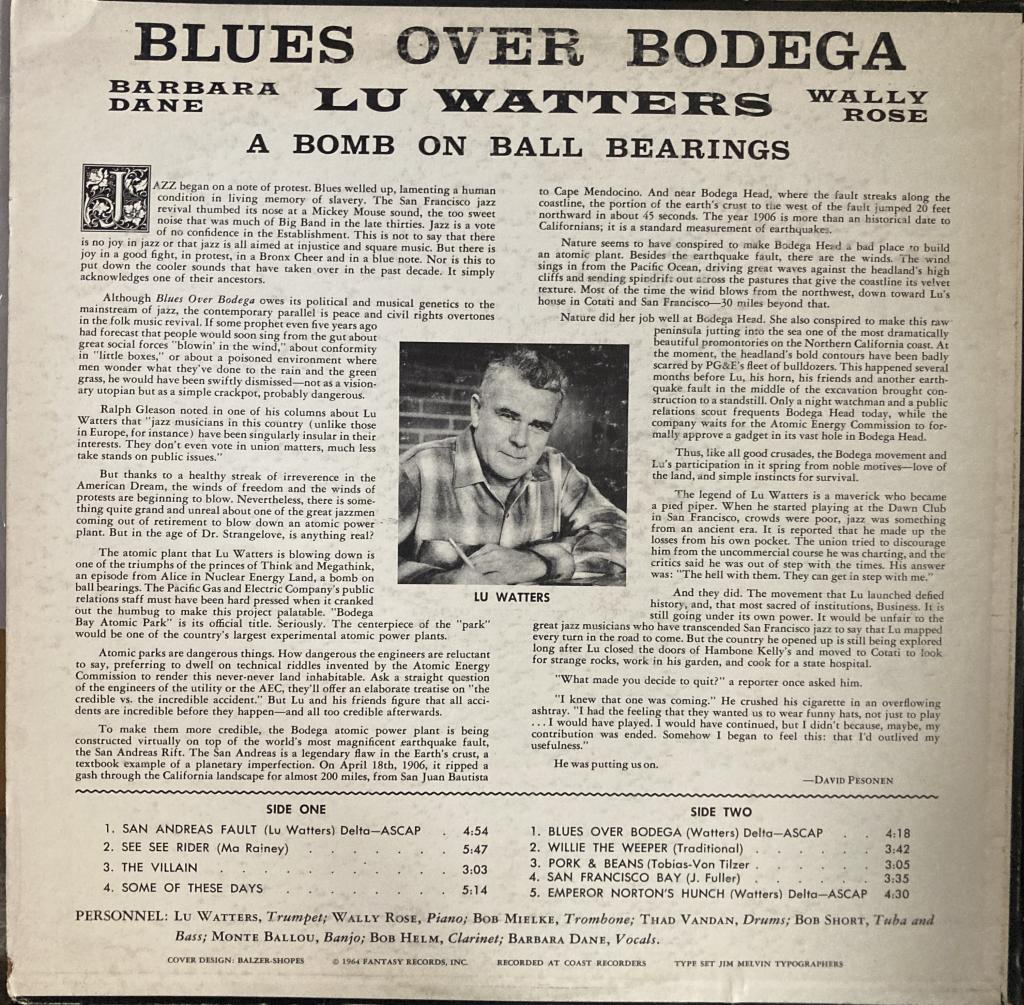 BLUES OVER BODEGA
BARBARA DANE
LU WATTERS
WALLY ROSE
A BOMB ON BALL BEARINGS
JAZZ began on a note of protest. Blues welled up, lamenting a human
condition in living memory of slavery. The San Francisco jazz
revival thumbed its nose at a Mickey Mouse sound, the too sweet
noise that was much of Big Band in the late thirties. Jazz is a vote
of no confidence in the Establishment. This is not to say that there
is no joy in jazz or that jazz is all aimed at injustice and square music. But there is
joy in a good fight, in protest, in a Bronx Cheer and in a blue note. Nor is this to
put down the cooler sounds that have taken over in the past decade. It simply
acknowledges one of their ancestors.
Although Blues Over Bodega owes its political and musical genetics to the
mainstream of jazz, the contemporary parallel is peace and civil rights overtones
in the folk music revival. If some prophet even five years ago
had forecast that people would soon sing from the gut about
great social forces "blowin' in the wind," about conformity
in "little boxes," or about a poisoned environment where
men wonder what they've done to the rain and the green
grass, he would have been swiftly dismissed—not as a vision-
ary utopian but as a simple crackpot, probably dangerous.
Ralph Gleason noted in one of his columns about Lu
Watters that "jazz musicians in this country (unlike those
in Europe, for instance) have been singularly insular in their
interests. They don't even vote in union matters, much less
take stands on public issues."
But thanks to a healthy streak of irreverence in the
American Dream, the winds of freedom and the winds of
protests are beginning to blow. Nevertheless, there is some-
thing quite grand and unreal about one of the great jazzmen
coming out of retirement to blow down an atomic power
plant. But in the age of Dr. Strangelove, is anything real?
The atomic plant that Lu Watters is blowing down is
one of the triumphs of the princes of Think and Megathink,
an episode from Alice in Nuclear Energy Land, a bomb on
ball bearings. The Pacific Gas and Electric Company's public
relations staff must have been hard pressed when it cranked
out the humbug to make this project palatable. "Bodega
Bay Atomic Park" is its official title. Seriously. The centerpiece of the "park"
would be one of the country's largest experimental atomic power plants.
Atomic parks are dangerous things. How dangerous the engineers are reluctant
to say, preferring to dwell on technical riddles invented by the Atomic Energy
Commission to render this never-never land inhabitable. Ask a straight question
of the engineers of the utility or the AEC, they'll offer an elaborate treatise on "the
credible vs. the incredible accident." But Lu and his friends figure that all acci-
dents are incredible before they happen—and all too credible afterwards.
To make them more credible, the Bodega atomic power plant is being
constructed virtually on top of the world's most magnificent earthquake fault,
the San Andreas Rift. The San Andreas is a legendary flaw in the Earth's crust, a
textbook example of a planetary imperfection. On April 18th, 1906, it ripped a
gash through the California landscape for almost 200 miles, from San Juan Bautista
to Cape Mendocino. And near Bodega Head, where the fault streaks along the
coastline, the portion of the earth's crust to the west of the fault jumped 20 feet
northward in about 45 seconds. The year 1906 is more than an historical date to
Californians; it is a standard measurement of earthquakes.
Nature seems to have conspired to make Bodega Head a bad place to build
an atomic plant. Besides the earthquake fault, there are the winds. The wind
sings in from the Pacific Ocean, driving great waves against the headland's high
cliffs and sending spindrift out across the pastures that give the coastline its velvet
texture. Most of the time the wind blows from the northwest, down toward Lu's
house in Cotati and San Francisco—30 miles beyond that.
Nature did her job well at Bodega Head. She also conspired to make this raw
peninsula jutting into the sea one of the most dramatically
beautiful promontories on the Northern California coast. At
the moment, the headland's bold contours have been badly
scarred by PG&E's fleet of bulldozers. This happened several
months before Lu, his horn, his friends and another earth-
quake fault in the middle of the excavation brought con-
struction to a standstill. Only a night watchman and a public
relations scout frequents Bodega Head today, while the
company waits for the Atomic Energy Commission to for-
mally approve a gadget in its vast hole in Bodega Head.
Thus, like all good crusades, the Bodega movement and
Lu's participation in it spring from noble motives—love of
the land, and simple instincts for survival.
The legend of Lu Watters is a maverick who became
a pied piper. When he started playing at the Dawn Club
in San Francisco, crowds were poor, jazz was something
from an ancient era. It is reported that he made up the
losses from his own pocket. The union tried to discourage
him from the uncommercial course he was charting, and the
critics said he was out of step with the times. His answer
was: "The hell with them. They can get in step with me."
And they did. The movement that Lu launched defied
history, and, that most sacred of institutions, Business. It is
still going under its own power. It would be unfair to the
great jazz musicians who have transcended San Francisco jazz to say that Lu mapped
every turn in the road to come. But the country he opened up is still being explored
long after Lu closed the doors of Hambone Kelly's and moved to Cotati to look
for strange rocks, work in his garden, and cook for a state hospital.
"What made you decide to quit?" a reporter once asked him.
"I knew that one was coming." He crushed his cigarette in an overflowing
ashtray. "I had the feeling that they wanted us to wear funny hats, not just to play
. . . I would have played. I would have continued, but I didn't because, maybe, my
contribution was ended. Somehow I began to feel this: that I'd outlived my
usefulness."
He was putting us on.
—DAVID PESONEN
LU WATTERS
SIDE ONE
1. SAN ANDREAS FAULT (Lu Watters) Delta—ASCAP . 4:54
2. SEE SEE RIDER (Ma Rainey) . . . . . . . 5:47
3. THE VILLAIN . . . . . . . . . . 3:03
4. SOME OF THESE DAYS . . . . . . . . 5:14
SIDE TWO
1. BLUES OVER BODEGA (Watters) Delta—ASCAP . . 4:18
2. WILLIE THE WEEPER (Traditional) . . . . . . 3:42
3. PORK & BEANS (Tobias-Von Tilzer . . . . . 3:05
4. SAN FRANCISCO BAY (J. Fuller) . . . . . . 3:35
5. EMPEROR NORTON'S HUNCH (Watters) Delta—ASCAP 4:30
PERSONNEL: LU WATTERS, Trumpet; WALLY ROSE, Piano; BOB MIELKE, Trombone; THAD VANDAN, Drums; BOB SHORT, Tuba and
Bass; MONTE BALLOU, Banjo; BOB HELM, Clarinet; BARBARA DANE, Vocals.
COVER DESIGN: BALZER-SHOPES © 1964 FANTASY RECORDS, INC. RECORDED AT COAST RECORDERS TYPE SET JIM MELVIN TYPOGRAPHERS